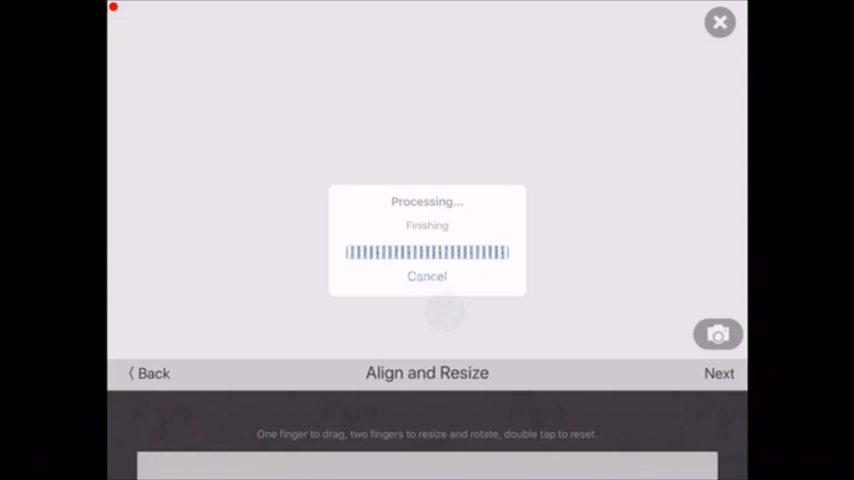 Processing...
Finishing
Cancel
Back
Align and Resize
Next
One finger to drag, two fingers to resize and rotate, double tap to reset.